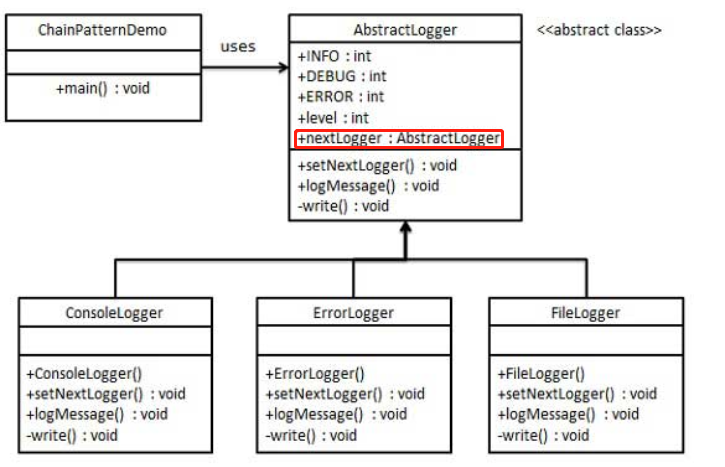 ChainPatternDemo
+main() : void
uses
AbstractLogger
<<abstract class>>
+INFO : int
+DEBUG : int
+ERROR : int
+level : int
+nextLogger : AbstractLogger
+setNextLogger() : void
+logMessage() : void
-write() : void
ConsoleLogger
+ConsoleLogger()
+setNextLogger() : void
+logMessage() : void
-write() : void
ErrorLogger
+ErrorLogger()
+setNextLogger() : void
+logMessage() : void
-write() : void
FileLogger
+FileLogger()
+setNextLogger() : void
+logMessage() : void
-write() : void